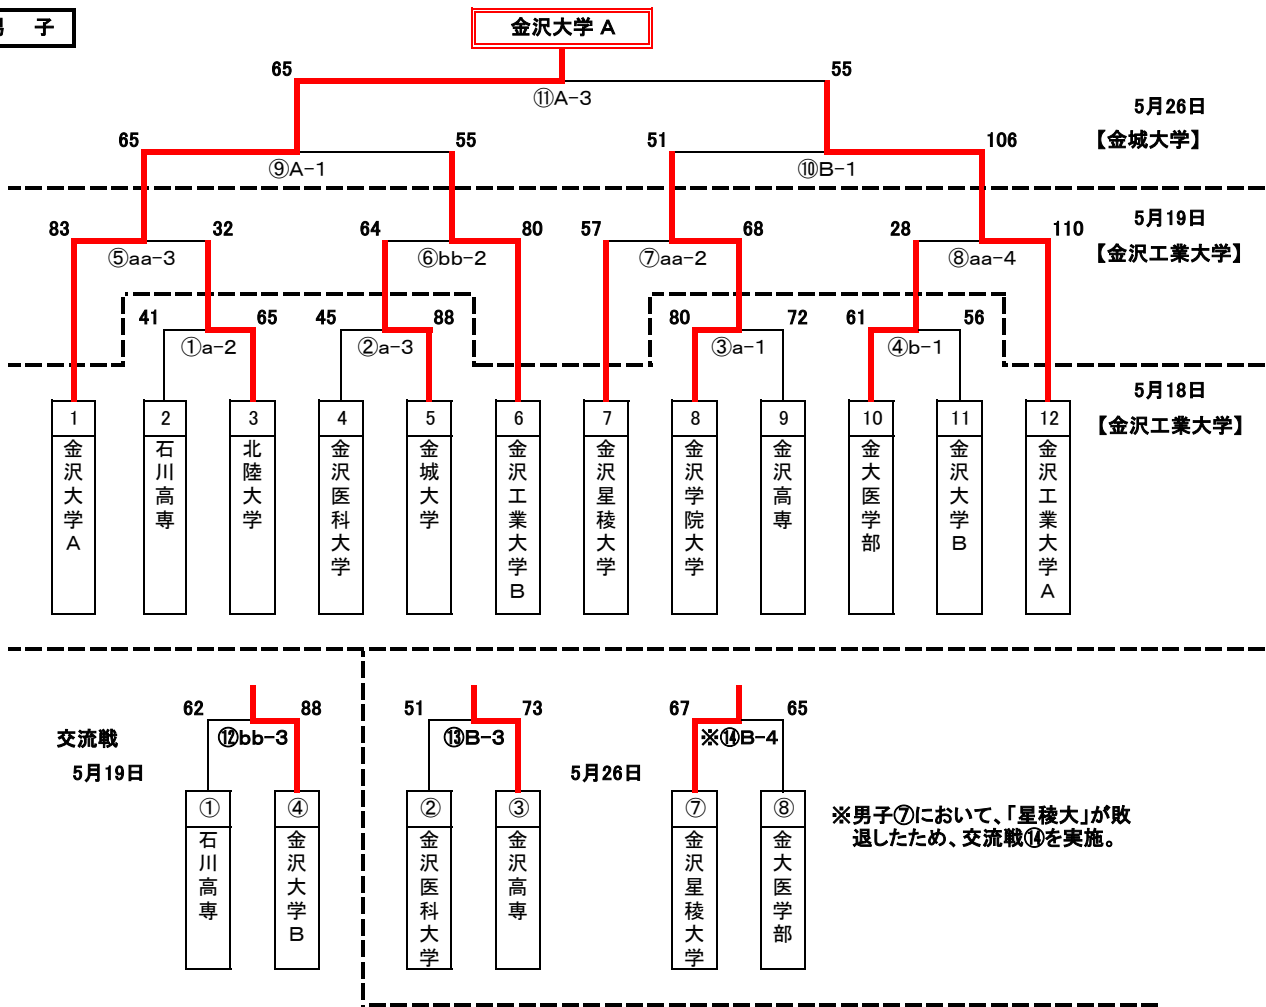 男 子
金沢大学 A
65 55
⑪A-3
5月26日
【金城大学】
65 55 51 106
⑨A-1 ⑩B-1
5月19日
【金沢工業大学】
83 32 64 80 57 68 28 110
⑤aa-3 ⑥bb-2 ⑦aa-2 ⑧aa-4
41 65 45 88 80 72 61 56
①a-2 ②a-3 ③a-1 ④b-1
5月18日
【金沢工業大学】
1 2 3 4 5 6 7 8 9 10 11 12
金沢大学A
石川高専
北陸大学
金沢医科大学
金城大学
金沢工業大学B
金沢星稜大学
金沢学院大学
金沢高専
金大医学部
金沢大学B
金沢工業大学A
交流戦
5月19日
62 88
⑫bb-3
① ④
石川高専
金沢大学B
51 73
⑬B-3
② ③
金沢医科大学
金沢高専
5月26日
67 65
※⑭B-4
⑦ ⑧
金沢星稜大学
金大医学部
※男子⑦において、「星稜大」が敗
退したため、交流戦⑭を実施。